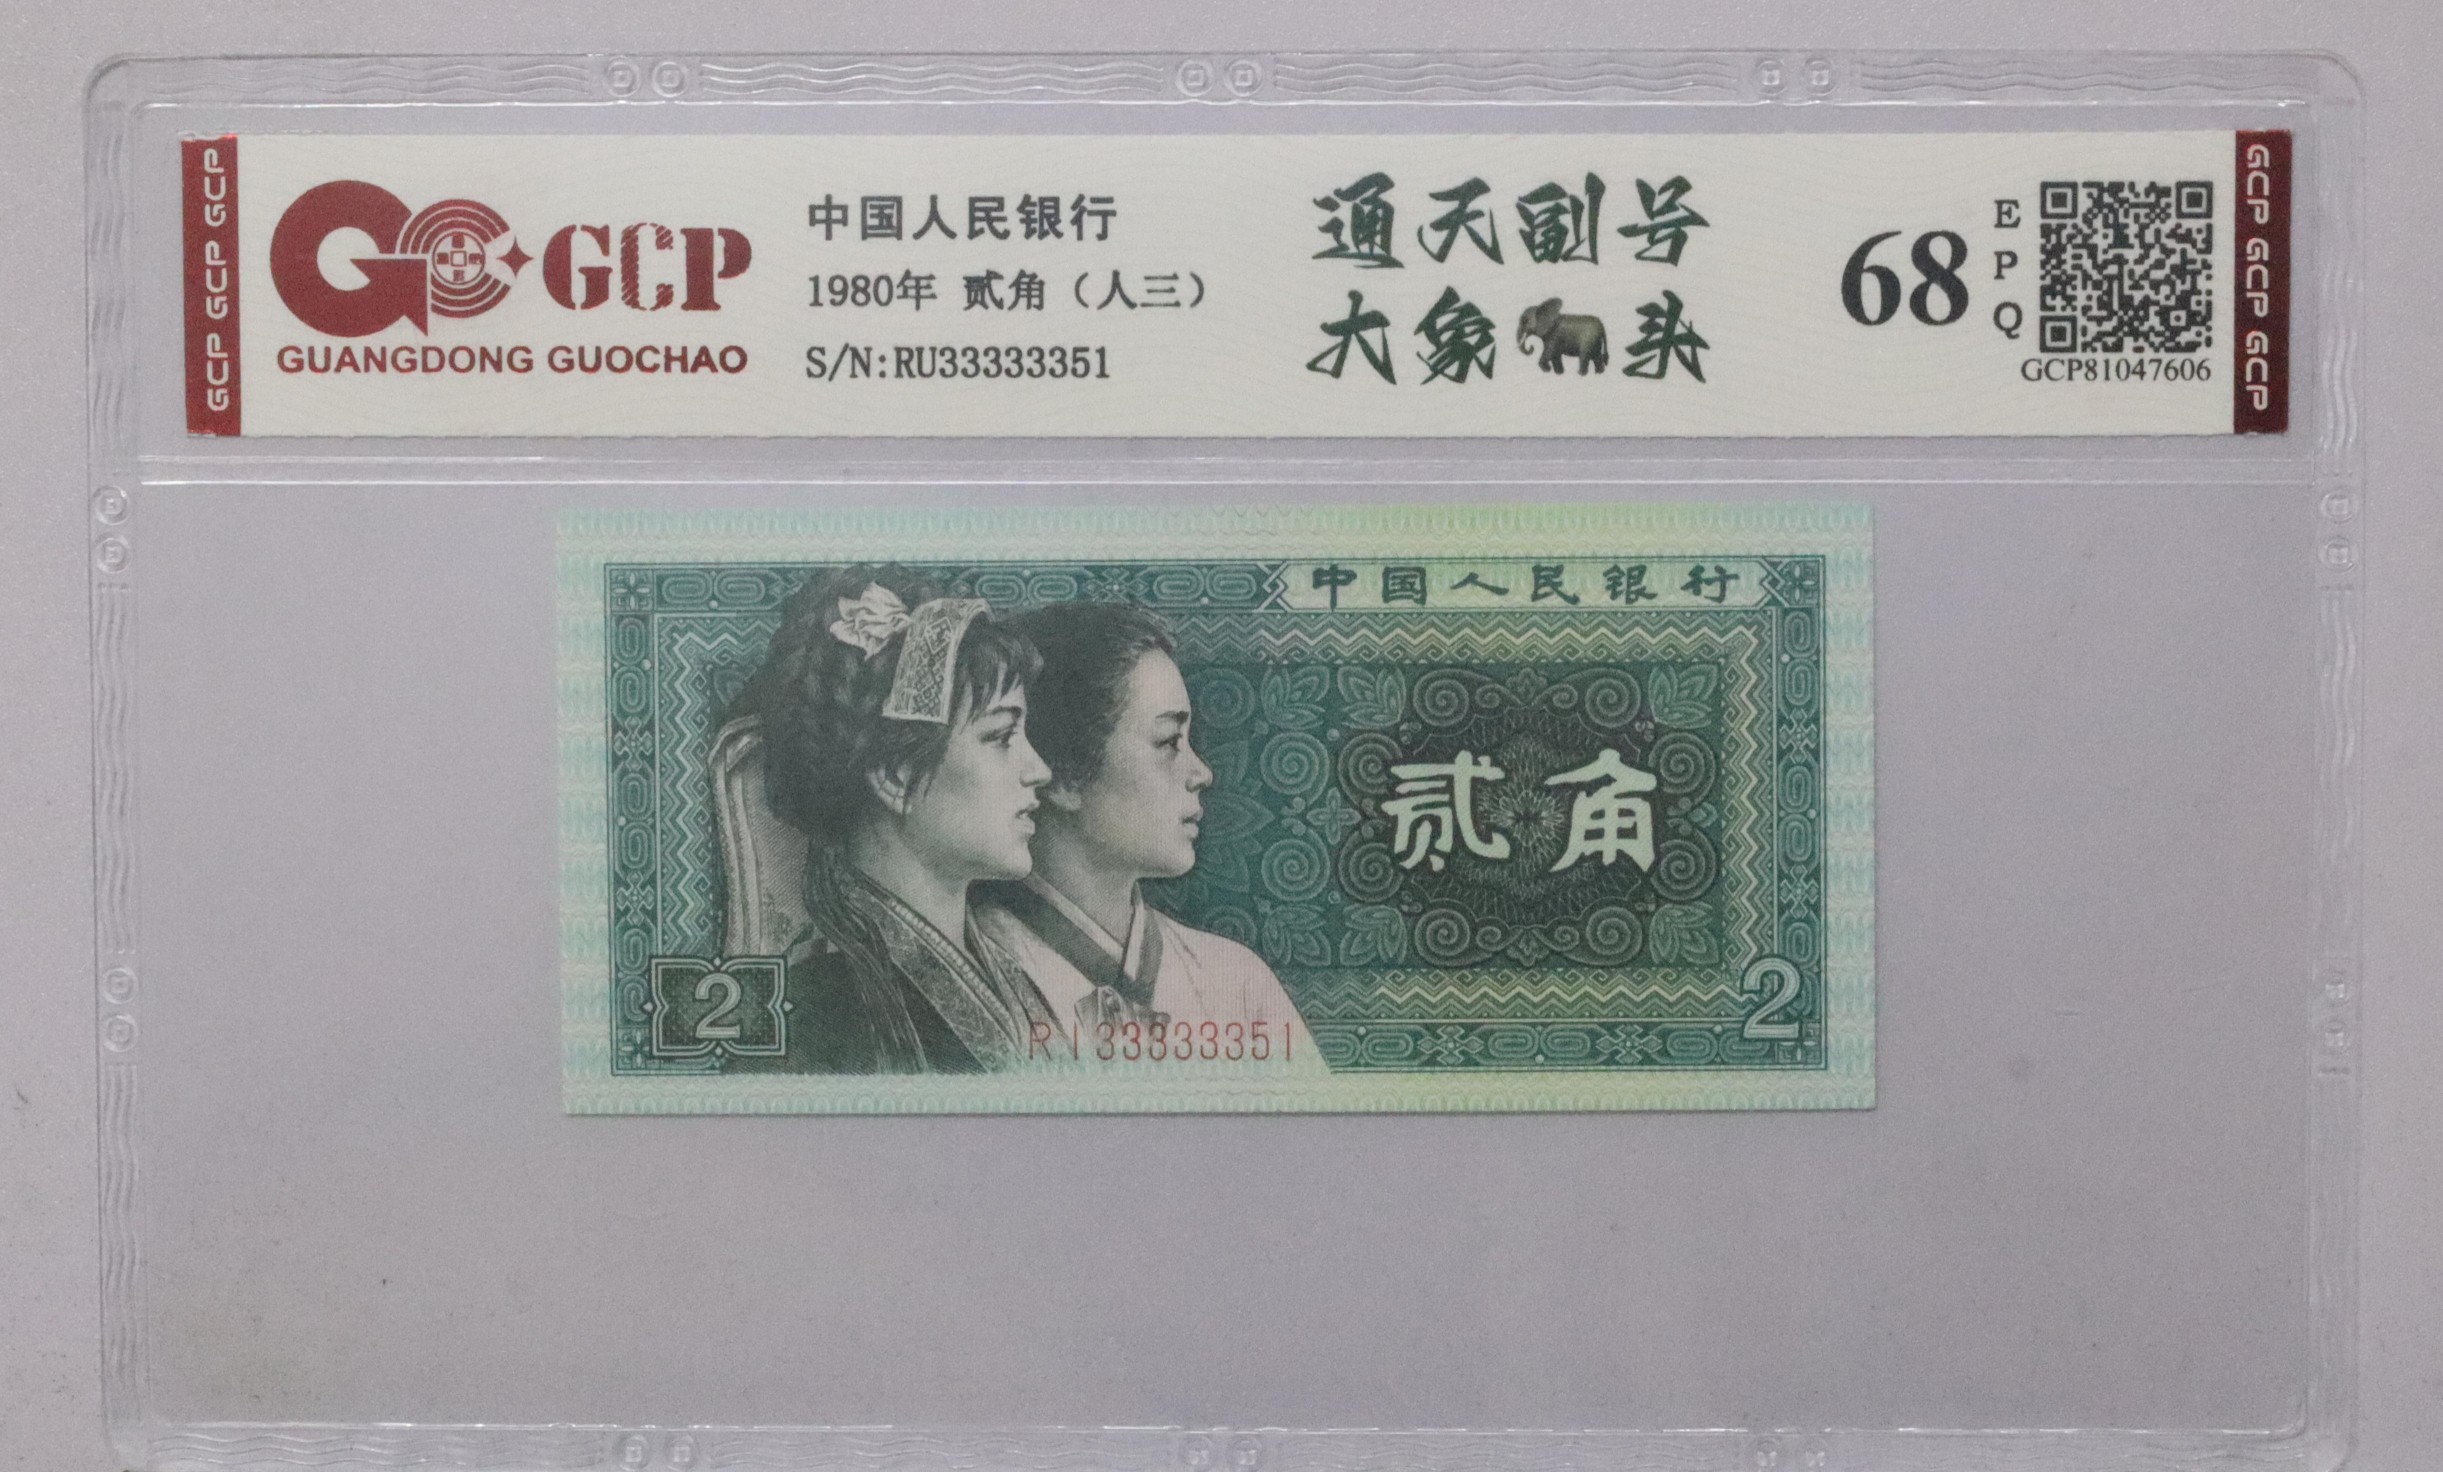 GCP GCP GCP
GCP
GUANGDONG GUOCHAO
中国人民银行
1980年 贰角（人三）
S/N:RU33333351
通天副号
大象🐘头
68
EPQ
GCP81047606
GCP GCP GCP
中国人民银行
贰角
2
2
RI33333351